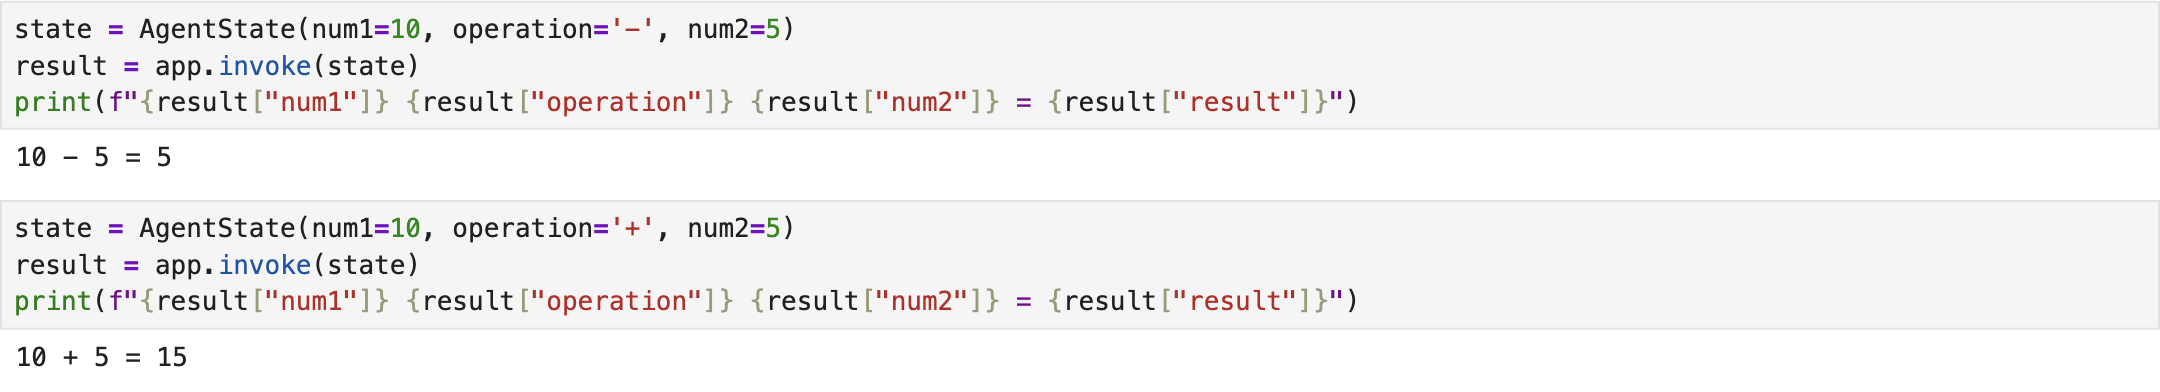 state = AgentState(num1=10, operation='-', num2=5)
result = app.invoke(state)
print(f"{result["num1"]} {result["operation"]} {result["num2"]} = {result["result"]}")
10 - 5 = 5
state = AgentState(num1=10, operation='+', num2=5)
result = app.invoke(state)
print(f"{result["num1"]} {result["operation"]} {result["num2"]} = {result["result"]}")
10 + 5 = 15